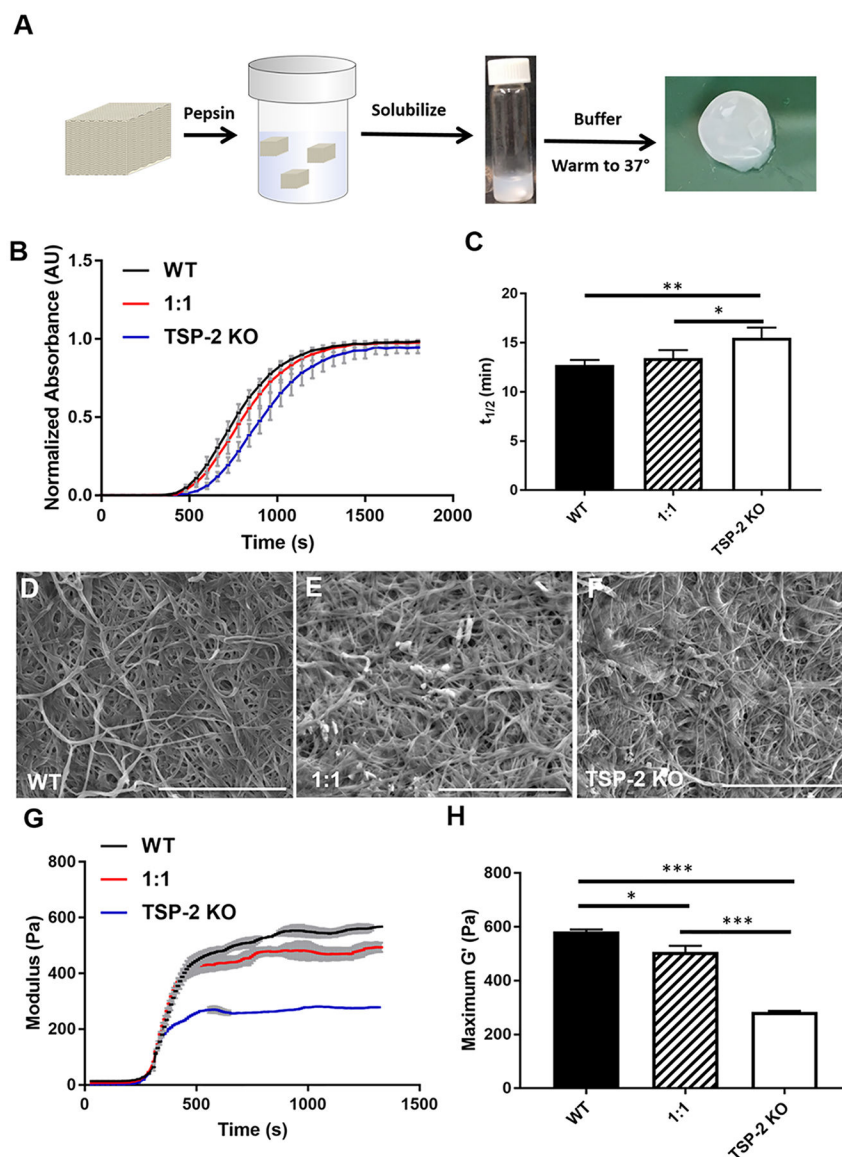 A
Pepsin
Solubilize
Buffer
Warm to 37°
B
WT
1:1
TSP-2 KO
Normalized Absorbance (AU)
1.5
1.0
0.5
0.0
0 500 1000 1500 2000
Time (s)
C
** 
*
t1/2 (min)
20
15
10
5
0
WT 1:1 TSP-2 KO
D
WT
E
1:1
F
TSP-2 KO
G
WT
1:1
TSP-2 KO
Modulus (Pa)
800
600
400
200
0
0 500 1000 1500
Time (s)
H
***
* ***
Maximum G' (Pa)
800
600
400
200
0
WT 1:1 TSP-2 KO